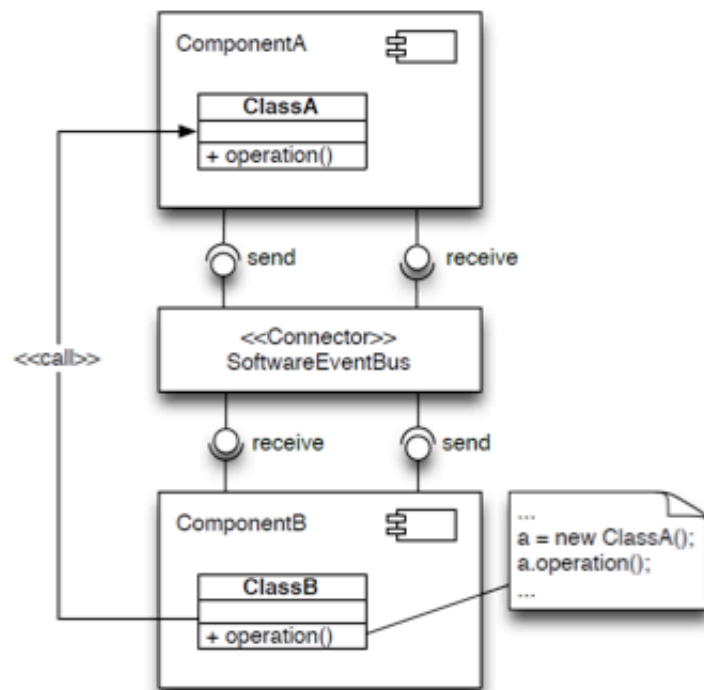 ComponentA
ClassA
+ operation()
send
receive
<<Connector>>
SoftwareEventBus
<<call>>
receive
send
ComponentB
ClassB
+ operation()
...
a = new ClassA();
a.operation();
...